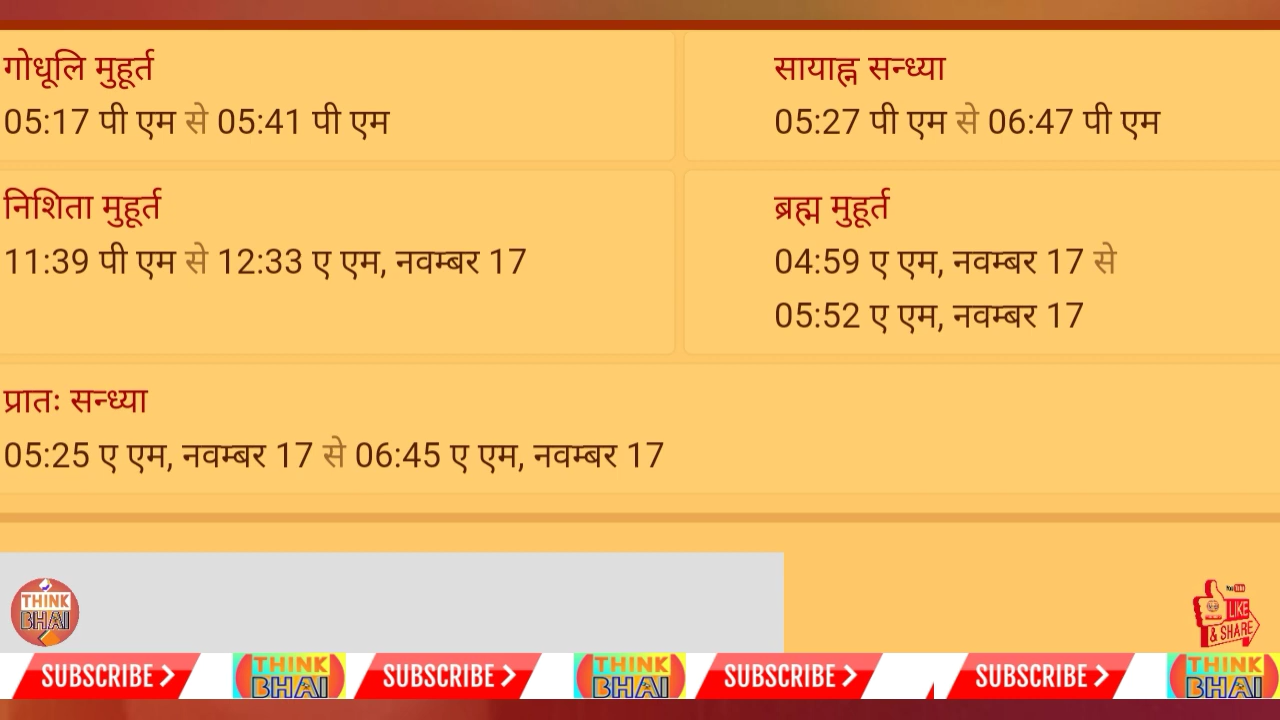 गोधूलि मुहूर्त
05:17 पी एम से 05:41 पी एम
सायाह्न सन्ध्या
05:27 पी एम से 06:47 पी एम
निशिता मुहूर्त
11:39 पी एम से 12:33 ए एम, नवम्बर 17
ब्रह्म मुहूर्त
04:59 ए एम, नवम्बर 17 से
05:52 ए एम, नवम्बर 17
प्रातः सन्ध्या
05:25 ए एम, नवम्बर 17 से 06:45 ए एम, नवम्बर 17
THINK
BHAI
YouTube
LIKE
& SHARE
SUBSCRIBE THINK BHAI SUBSCRIBE THINK BHAI SUBSCRIBE SUBSCRIBE THINK BHAI